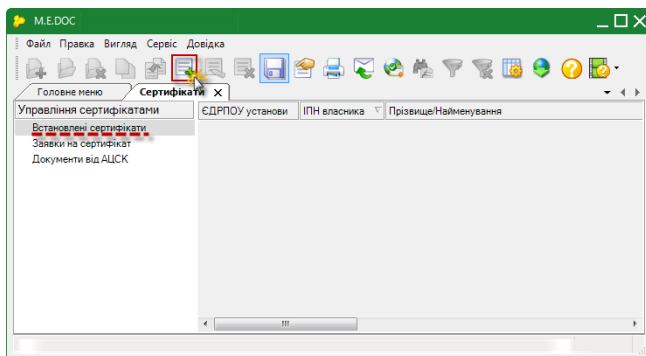 M.E.DOC
Файл Правка Вигляд Сервіс Довідка
Головне меню Сертифікати X
Управління сертифікатами
ЄДРПОУ установи ІПН власника Прізвище/Найменування
Встановлені сертифікати
Заявки на сертифікат
Документи від АЦСК